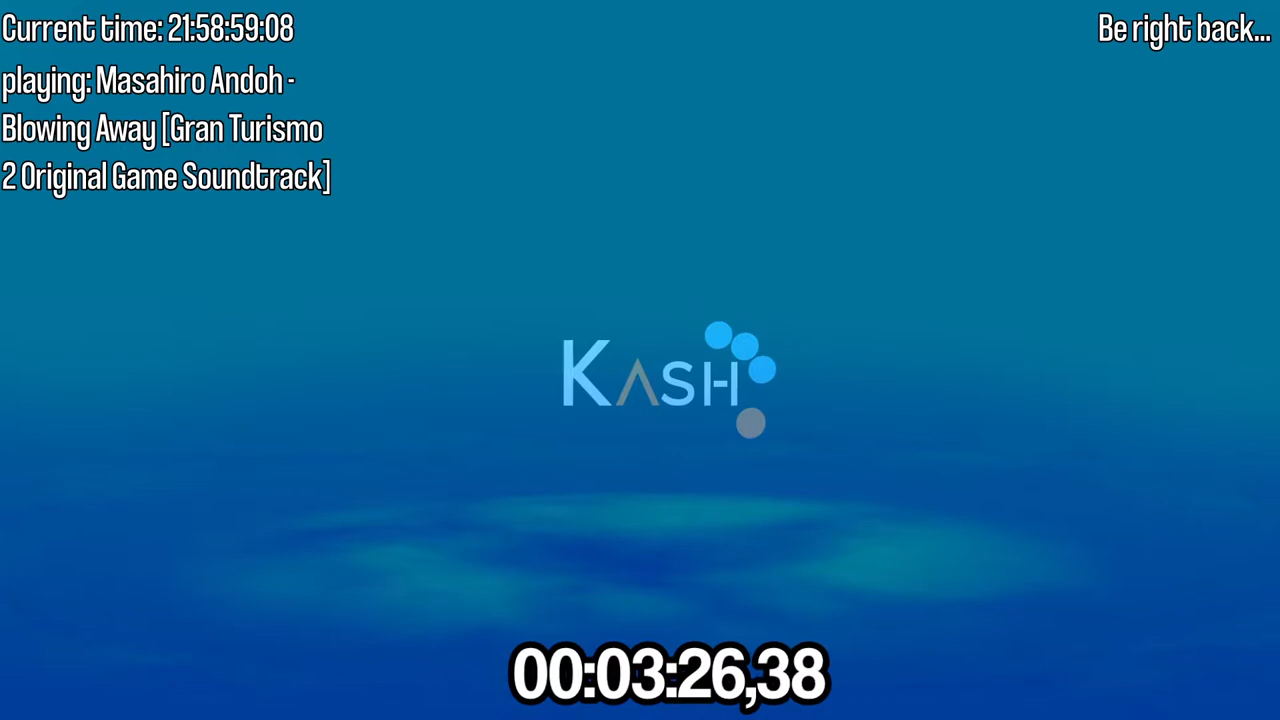 Current time: 21:58:59:08
Be right back...
playing: Masahiro Andoh -
Blowing Away [Gran Turismo
2 Original Game Soundtrack]
KASH
00:03:26,38